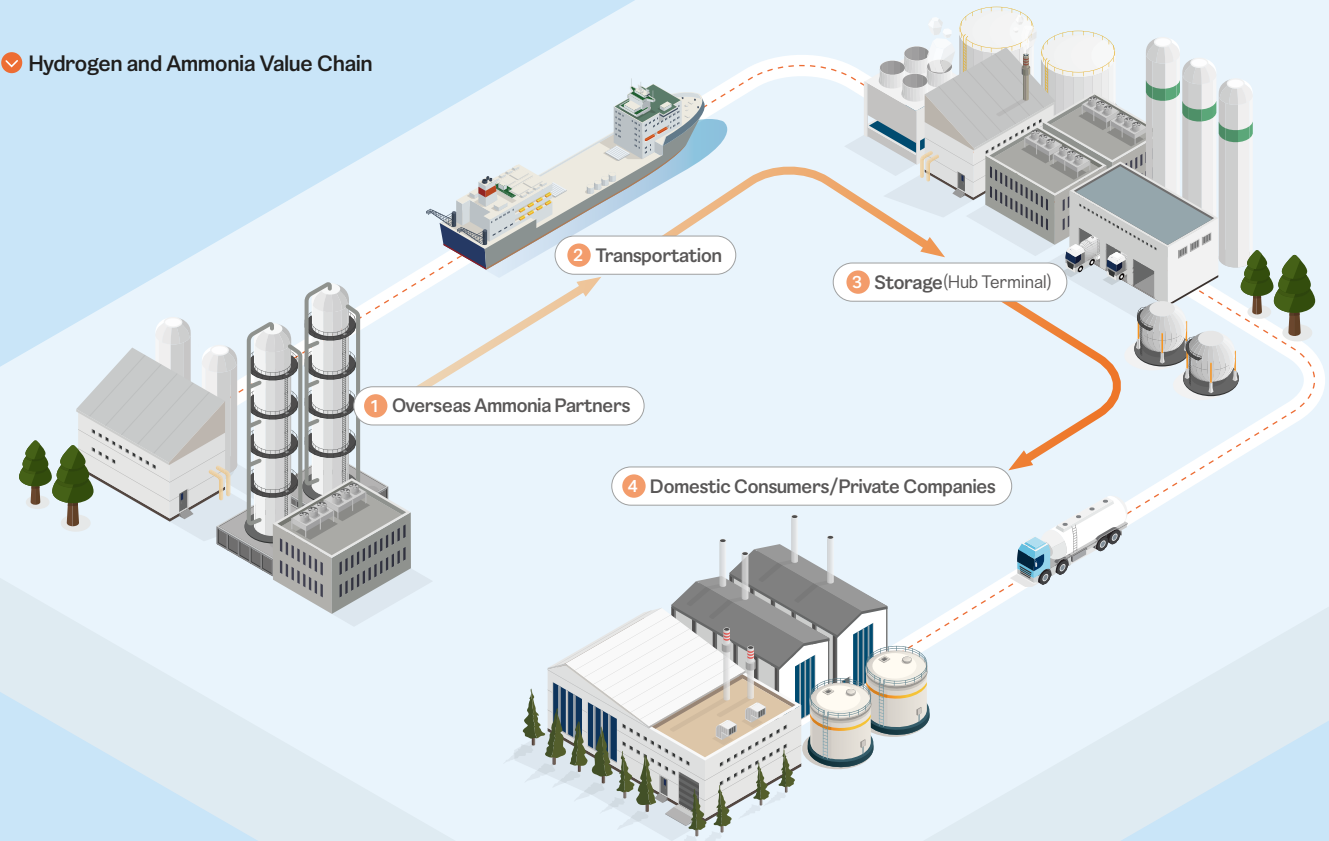 Hydrogen and Ammonia Value Chain
1 Overseas Ammonia Partners
2 Transportation
3 Storage(Hub Terminal)
4 Domestic Consumers/Private Companies